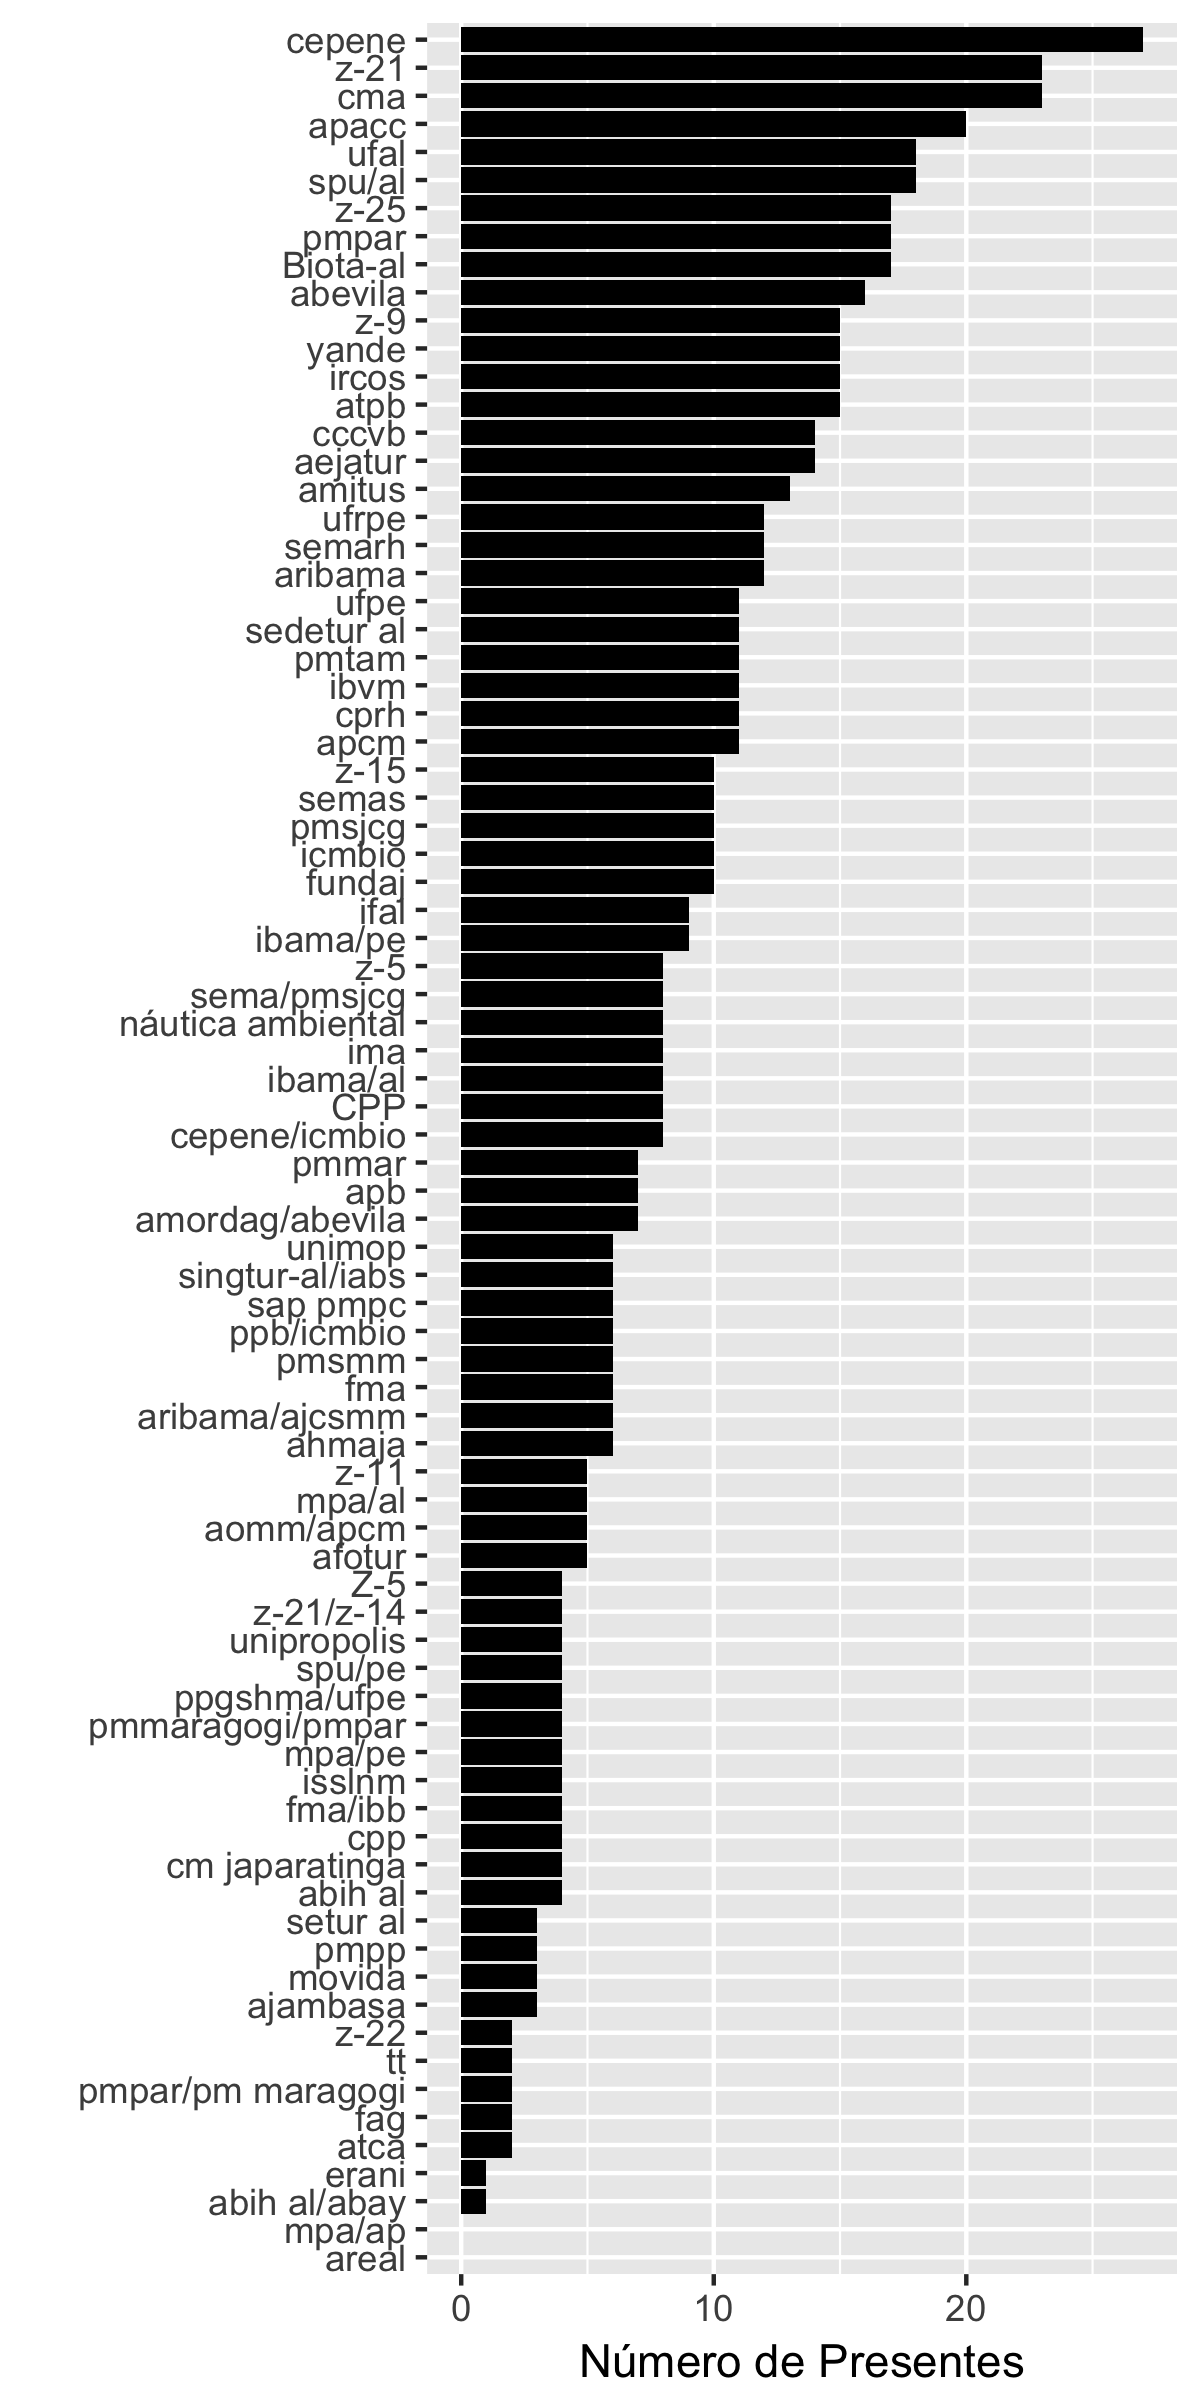 cepene
z-21
cma
apacc
ufal
spu/al
z-25
pmpar
Biota-al
abevila
z-9
yande
ircos
atpb
cccvb
aejatur
amitus
ufrpe
semarh
aribama
ufpe
sedetur al
pmtam
ibvm
cprh
apcm
z-15
semas
pmsjcg
icmbio
fundaj
ifal
ibama/pe
z-5
sema/pmsjcg
náutica ambiental
ima
ibama/al
CPP
cepene/icmbio
pmmar
apb
amordag/abevila
unimop
singtur-al/iabs
sap pmpc
ppb/icmbio
pmsmm
fma
aribama/ajcsmm
ahmaja
z-11
mpa/al
aomm/apcm
afotur
Z-5
z-21/z-14
unipropolis
spu/pe
ppgshma/ufpe
pmmaragogi/pmpar
mpa/pe
isslnm
fma/ibb
cpp
cm japaratinga
abih al
setur al
pmpp
movida
ajambasa
z-22
tt
pmpar/pm maragogi
fag
atca
erani
abih al/abay
mpa/ap
areal
0 10 20
Número de Presentes